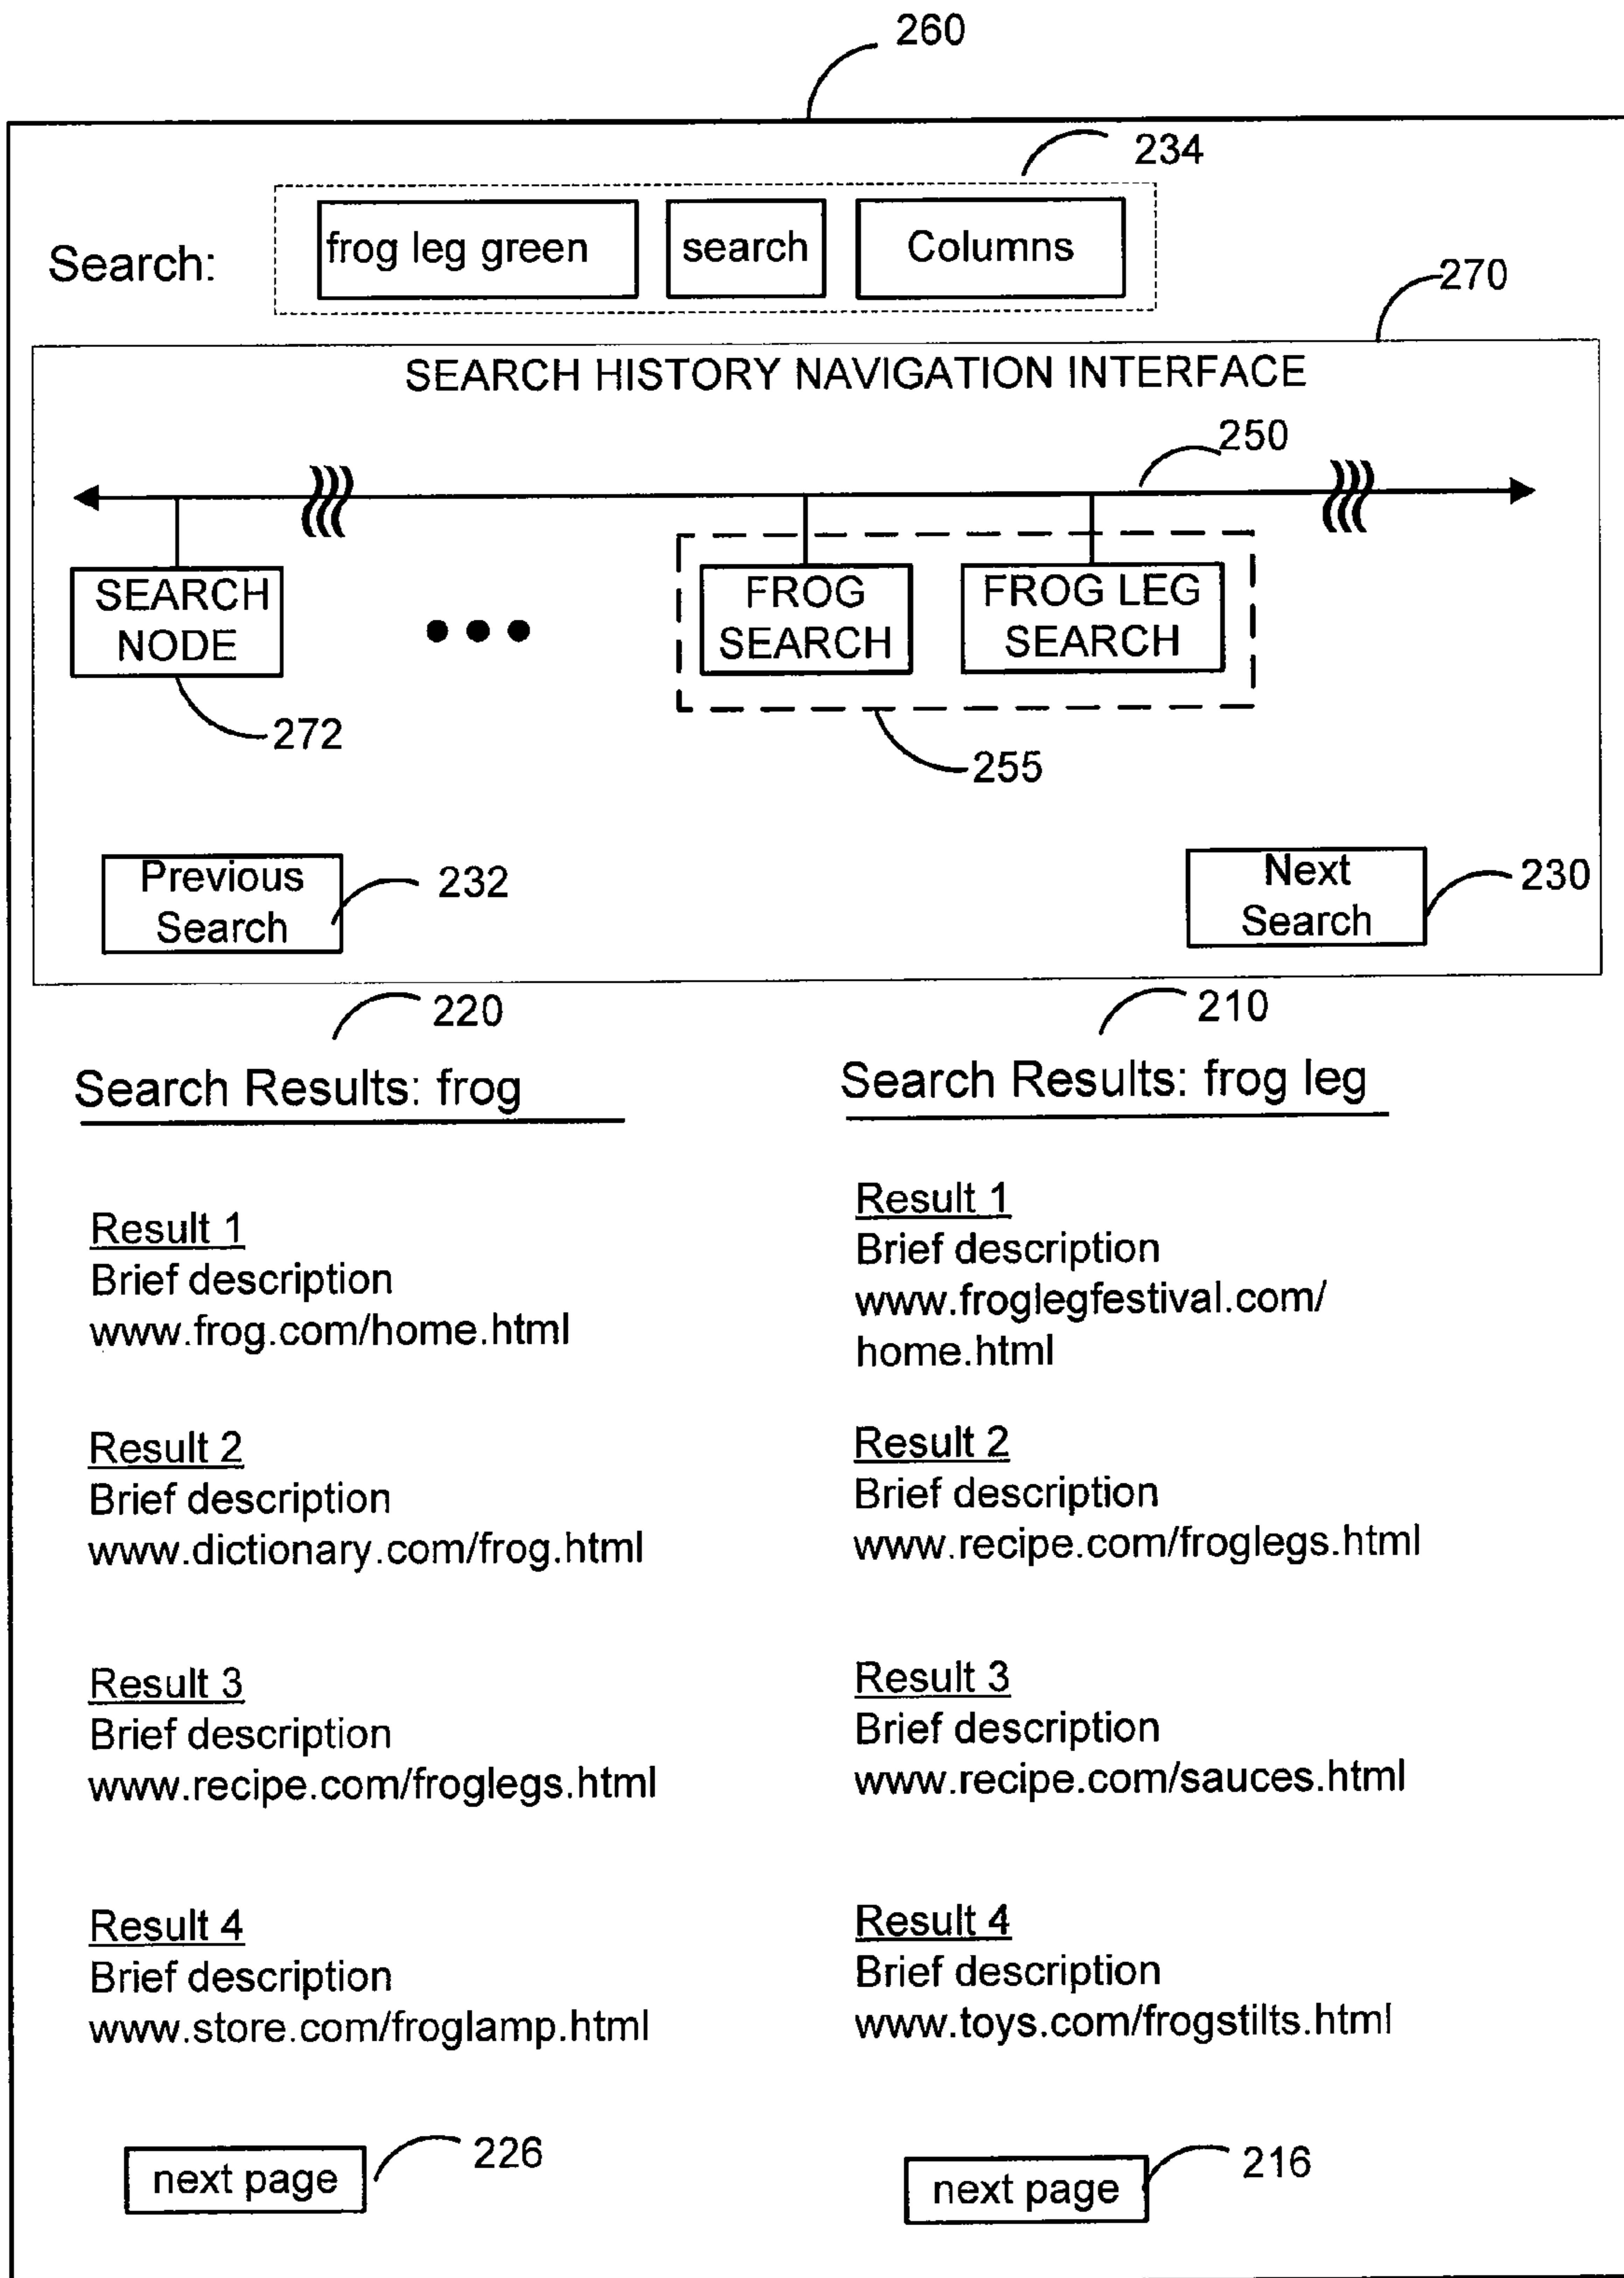 260
234
Search:
frog leg green
search
Columns
270
SEARCH HISTORY NAVIGATION INTERFACE
250
SEARCH
NODE
FROG
SEARCH
FROG LEG
SEARCH
272
255
Previous
Search
232
Next
Search
230
220
Search Results: frog
Result 1
Brief description
www.frog.com/home.html
Result 2
Brief description
www.dictionary.com/frog.html
Result 3
Brief description
www.recipe.com/froglegs.html
Result 4
Brief description
www.store.com/froglamp.html
next page
226
210
Search Results: frog leg
Result 1
Brief description
www.froglegfestival.com/
home.html
Result 2
Brief description
www.recipe.com/froglegs.html
Result 3
Brief description
www.recipe.com/sauces.html
Result 4
Brief description
www.toys.com/frogstilts.html
next page
216